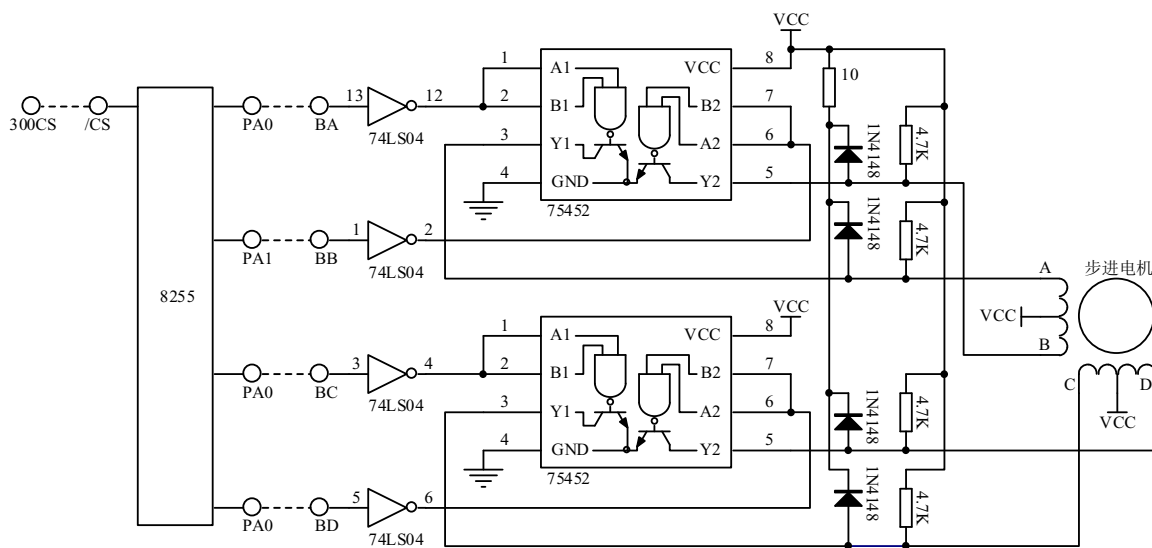 300CS
/CS
8255
PA0
BA
13
12
74LS04
PA1
BB
1
2
74LS04
PA0
BC
3
4
74LS04
PA0
BD
5
6
74LS04
1
2
3
4
A1
B1
Y1
GND
VCC
B2
A2
Y2
8
7
6
5
75452
VCC
10
1N4148
4.7K
1N4148
4.7K
1
2
3
4
A1
B1
Y1
GND
VCC
B2
A2
Y2
8
7
6
5
75452
VCC
1N4148
4.7K
1N4148
4.7K
A
步进电机
VCC
B
C
D
VCC